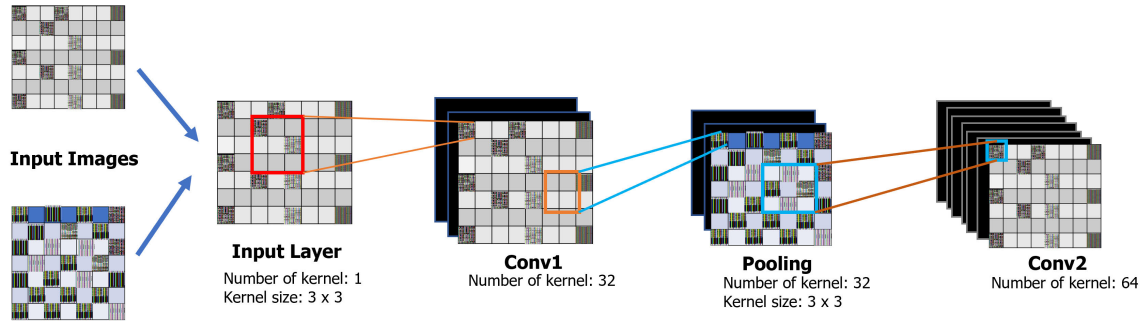 Input Images
Input Layer
Number of kernel: 1
Kernel size: 3 x 3
Conv1
Number of kernel: 32
Pooling
Number of kernel: 32
Kernel size: 3 x 3
Conv2
Number of kernel: 64